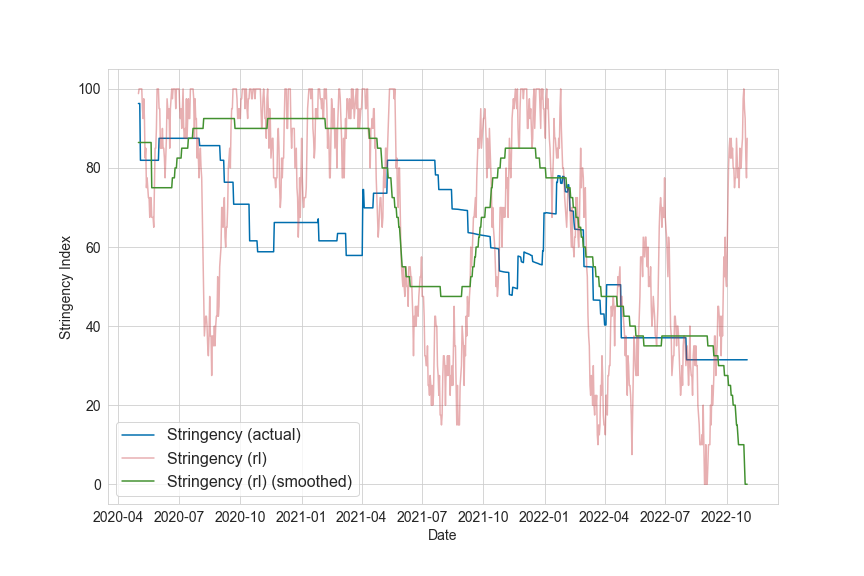 100
80
60
40
20
0
Stringency Index
Stringency (actual)
Stringency (rl)
Stringency (rl) (smoothed)
2020-04 2020-07 2020-10 2021-01 2021-04 2021-07 2021-10 2022-01 2022-04 2022-07 2022-10
Date